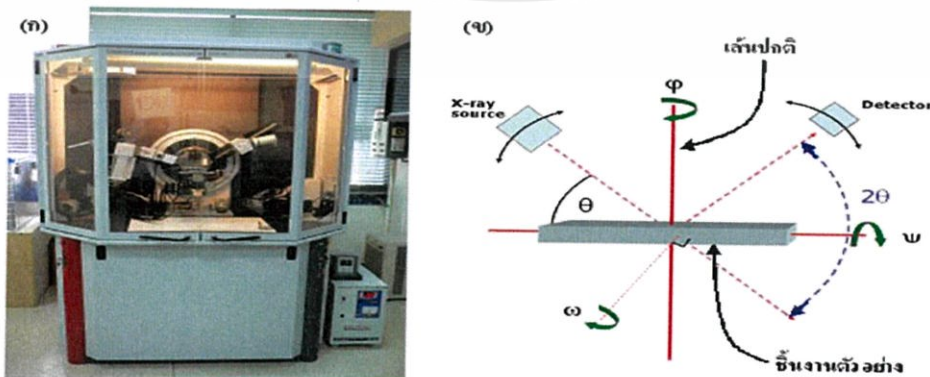 (ก)
(ข)
เส้นปกติ
X-ray
source
φ
Detector
θ
2θ
ψ
ω
ชิ้นงานตัวอย่าง